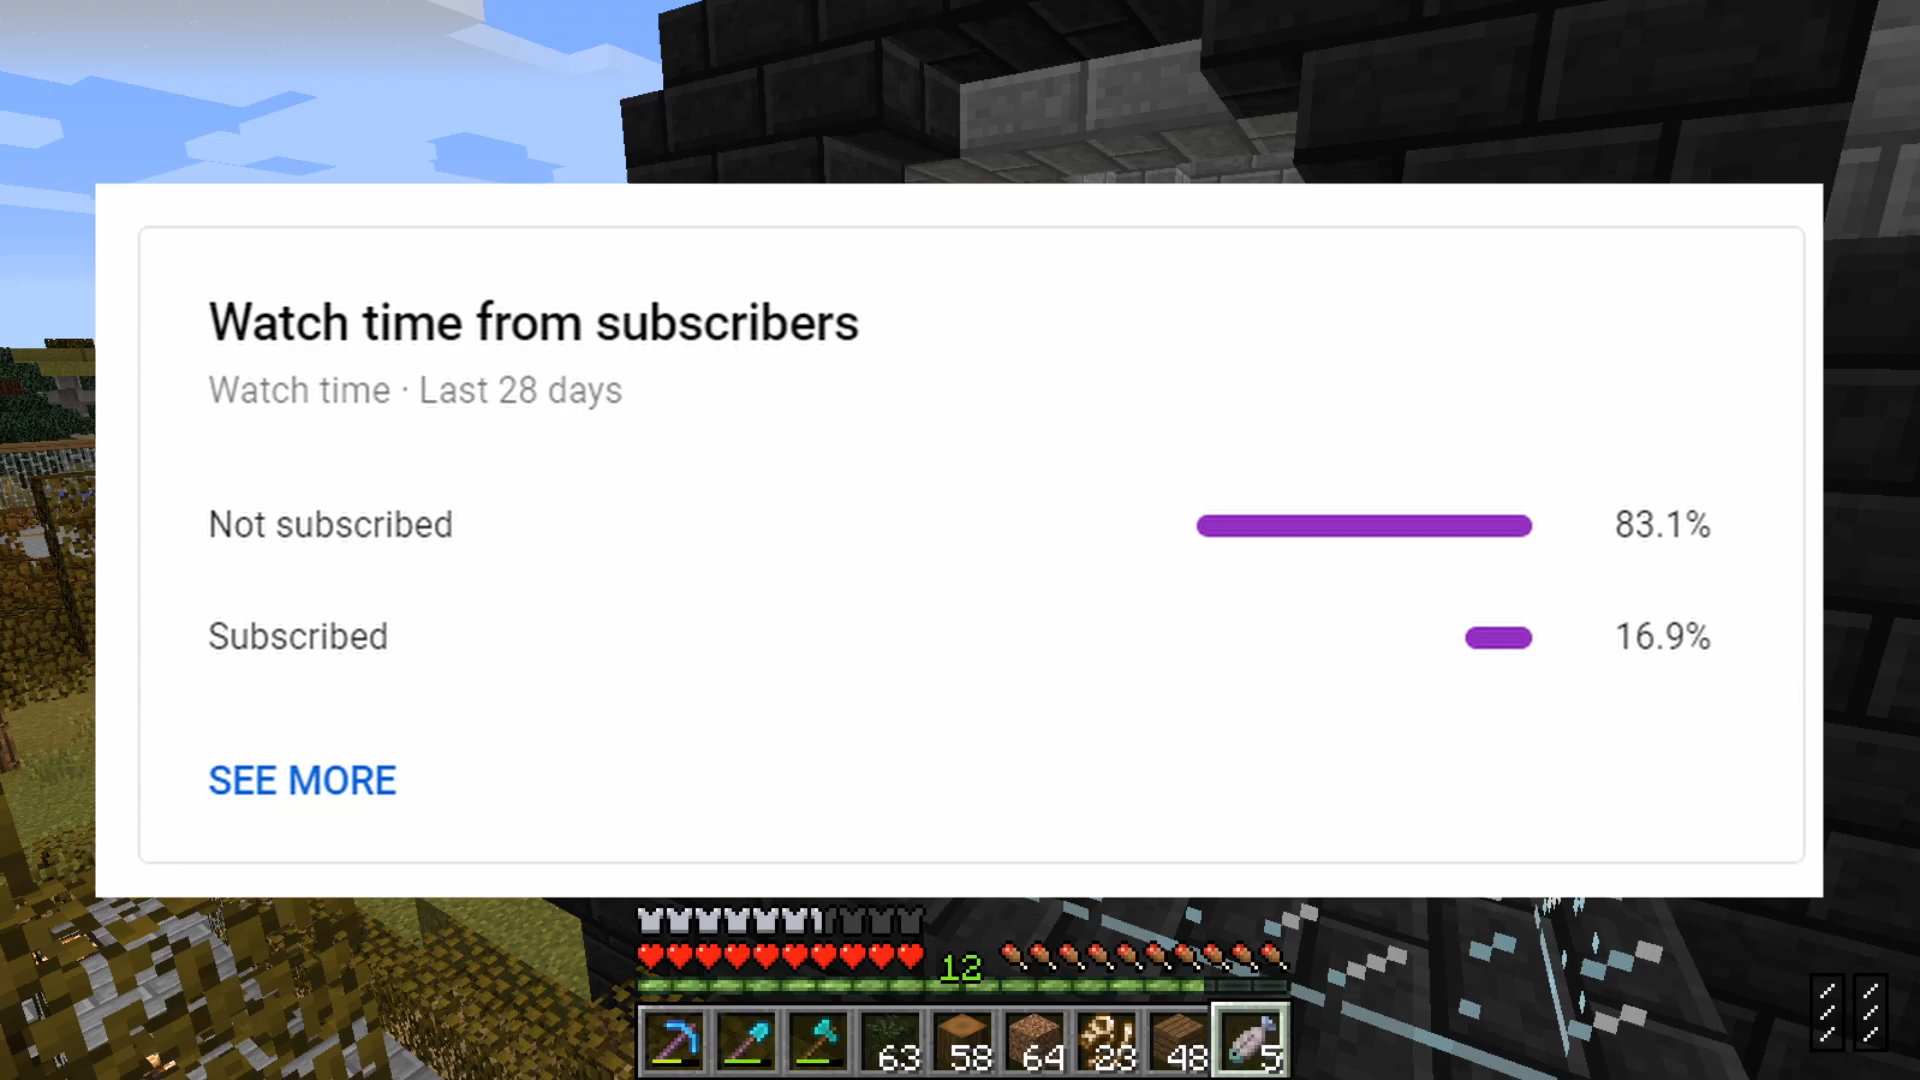 Watch time from subscribers
Watch time · Last 28 days
Not subscribed 83.1%
Subscribed 16.9%
SEE MORE
12
63 58 64 23 48 5